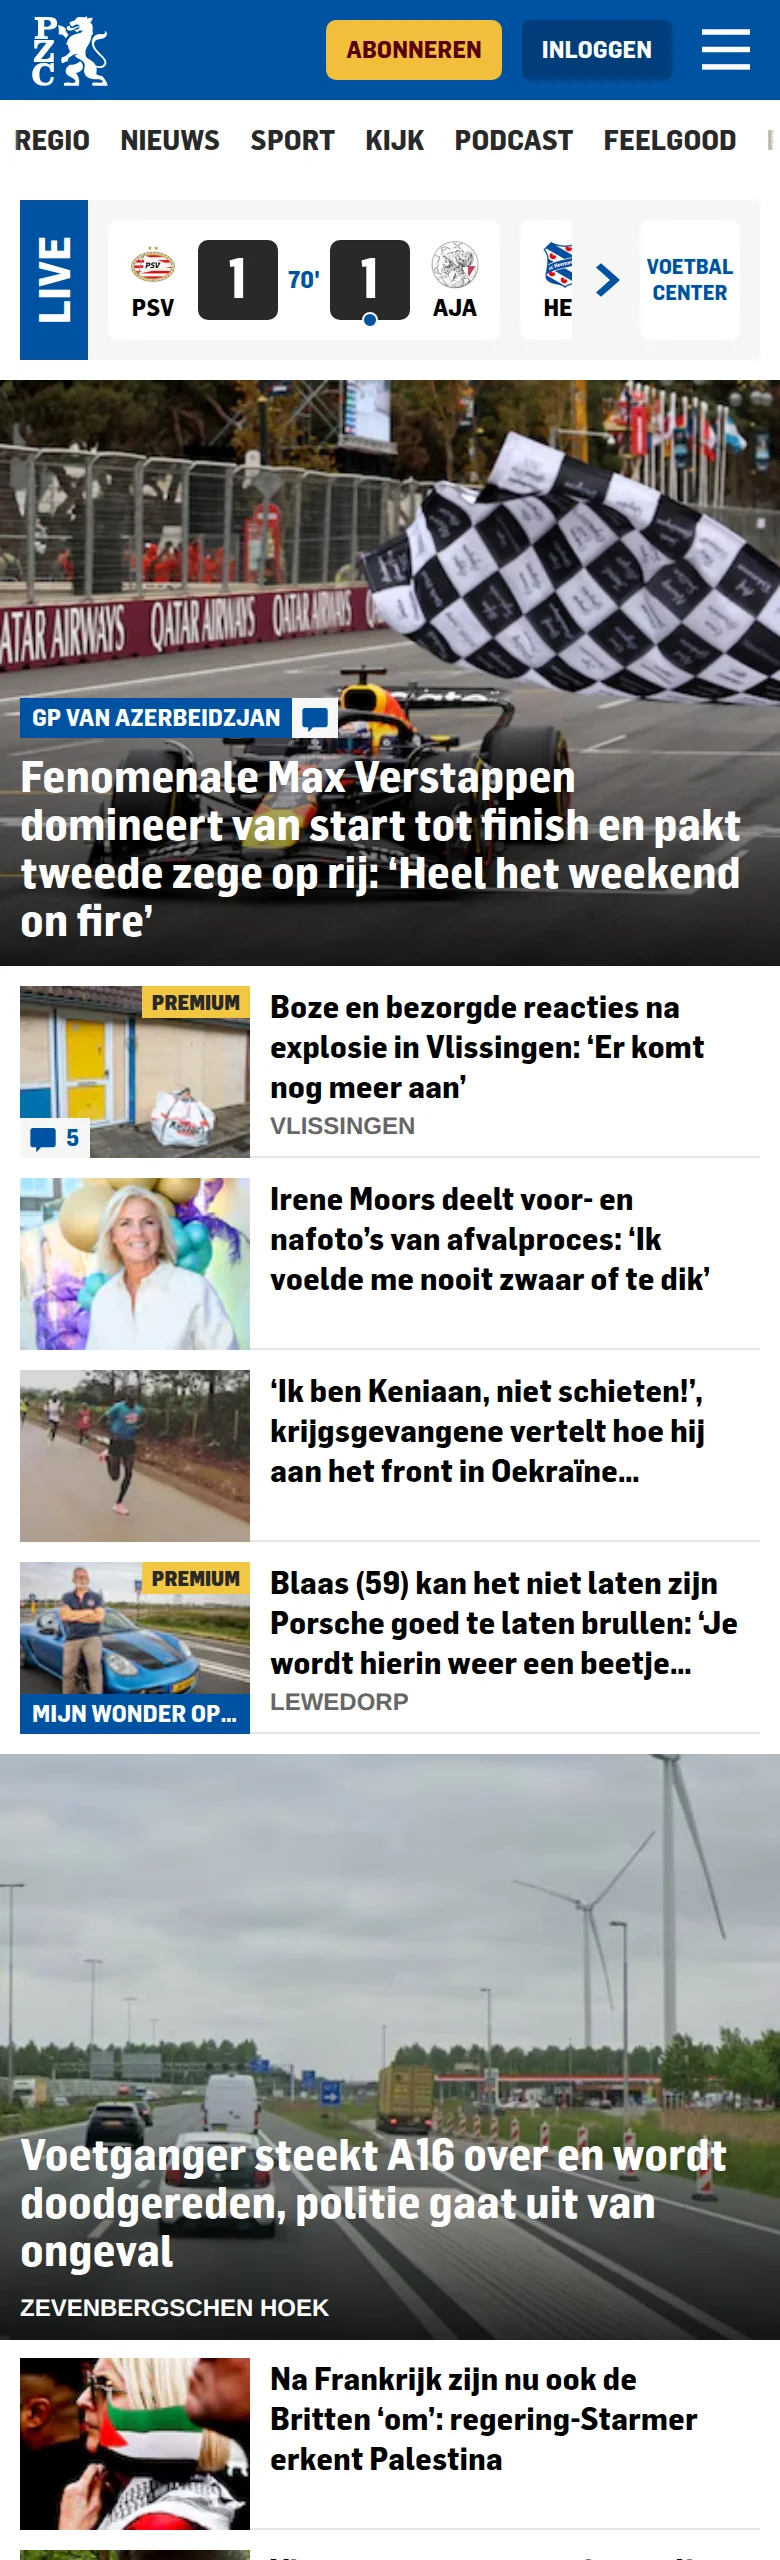 PZC
ABONNEREN
INLOGGEN
REGIO NIEUWS SPORT KIJK PODCAST FEELGOOD
LIVE
PSV
PSV
1
70'
1
AJA
HE
VOETBAL
CENTER
QATAR AIRWAYS QATAR AIRWAYS QATAR AIRWAYS
GP VAN AZERBEIDZJAN
Fenomenale Max Verstappen
domineert van start tot finish en pakt
tweede zege op rij: ‘Heel het weekend
on fire’
PREMIUM
5
Boze en bezorgde reacties na
explosie in Vlissingen: ‘Er komt
nog meer aan’
VLISSINGEN
Irene Moors deelt voor- en
nafoto’s van afvalproces: ‘Ik
voelde me nooit zwaar of te dik’
‘Ik ben Keniaan, niet schieten!’,
krijgsgevangene vertelt hoe hij
aan het front in Oekraïne...
PREMIUM
MIJN WONDER OP...
Blaas (59) kan het niet laten zijn
Porsche goed te laten brullen: ‘Je
wordt hierin weer een beetje...
LEWEDORP
Voetganger steekt A16 over en wordt
doodgereden, politie gaat uit van
ongeval
ZEVENBERGSCHEN HOEK
Na Frankrijk zijn nu ook de
Britten ‘om’: regering-Starmer
erkent Palestina